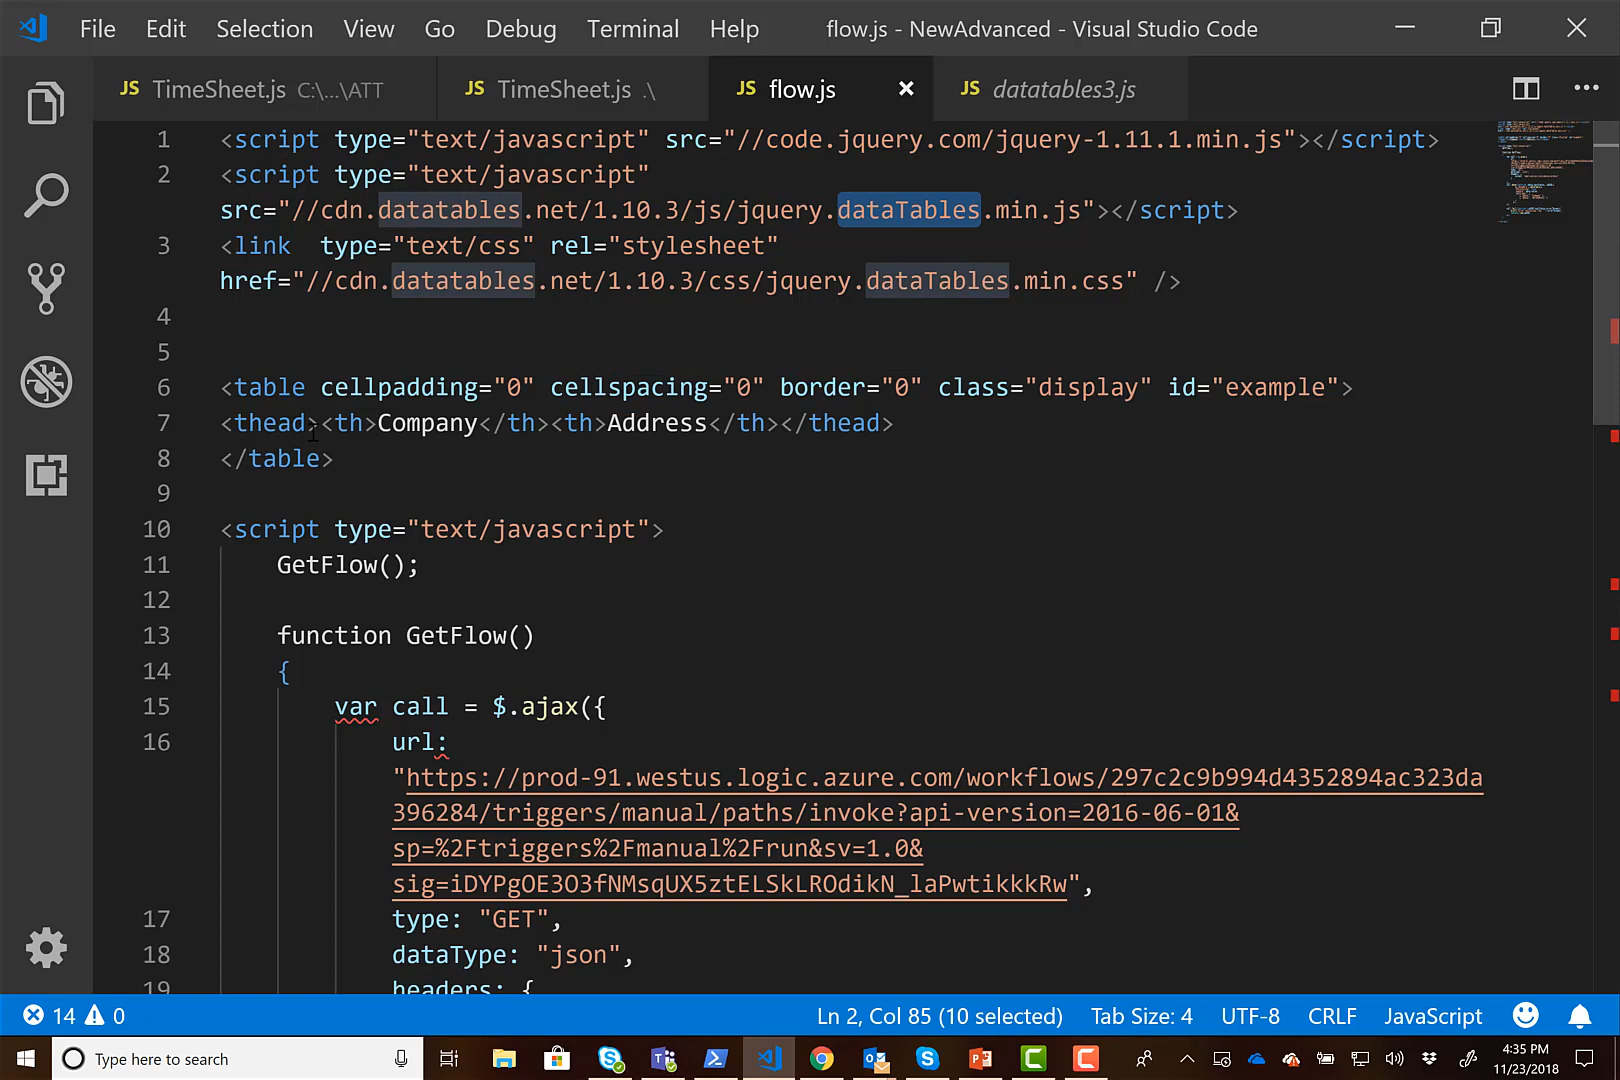 File Edit Selection View Go Debug Terminal Help flow.js - NewAdvanced - Visual Studio Code
JS TimeSheet.js C:\...\ATT JS TimeSheet.js .\ JS flow.js JS datatables3.js
1 <script type="text/javascript" src="//code.jquery.com/jquery-1.11.1.min.js"></script>
2 <script type="text/javascript"
src="//cdn.datatables.net/1.10.3/js/jquery.dataTables.min.js"></script>
3 <link  type="text/css" rel="stylesheet"
href="//cdn.datatables.net/1.10.3/css/jquery.dataTables.min.css" />
4
5
6 <table cellpadding="0" cellspacing="0" border="0" class="display" id="example">
7 <thead><th>Company</th><th>Address</th></thead>
8 </table>
9
10 <script type="text/javascript">
11 GetFlow();
12
13 function GetFlow()
14 {
15 var call = $.ajax({
16 url:
"https://prod-91.westus.logic.azure.com/workflows/297c2c9b994d4352894ac323da
396284/triggers/manual/paths/invoke?api-version=2016-06-01&
sp=%2Ftriggers%2Fmanual%2Frun&sv=1.0&
sig=iDYPgOE3O3fNMsqUX5ztELSkLROdikN_laPwtikkkRw",
17 type: "GET",
18 dataType: "json",
19 headers: {
14 0 Ln 2, Col 85 (10 selected) Tab Size: 4 UTF-8 CRLF JavaScript
Type here to search
4:35 PM
11/23/2018